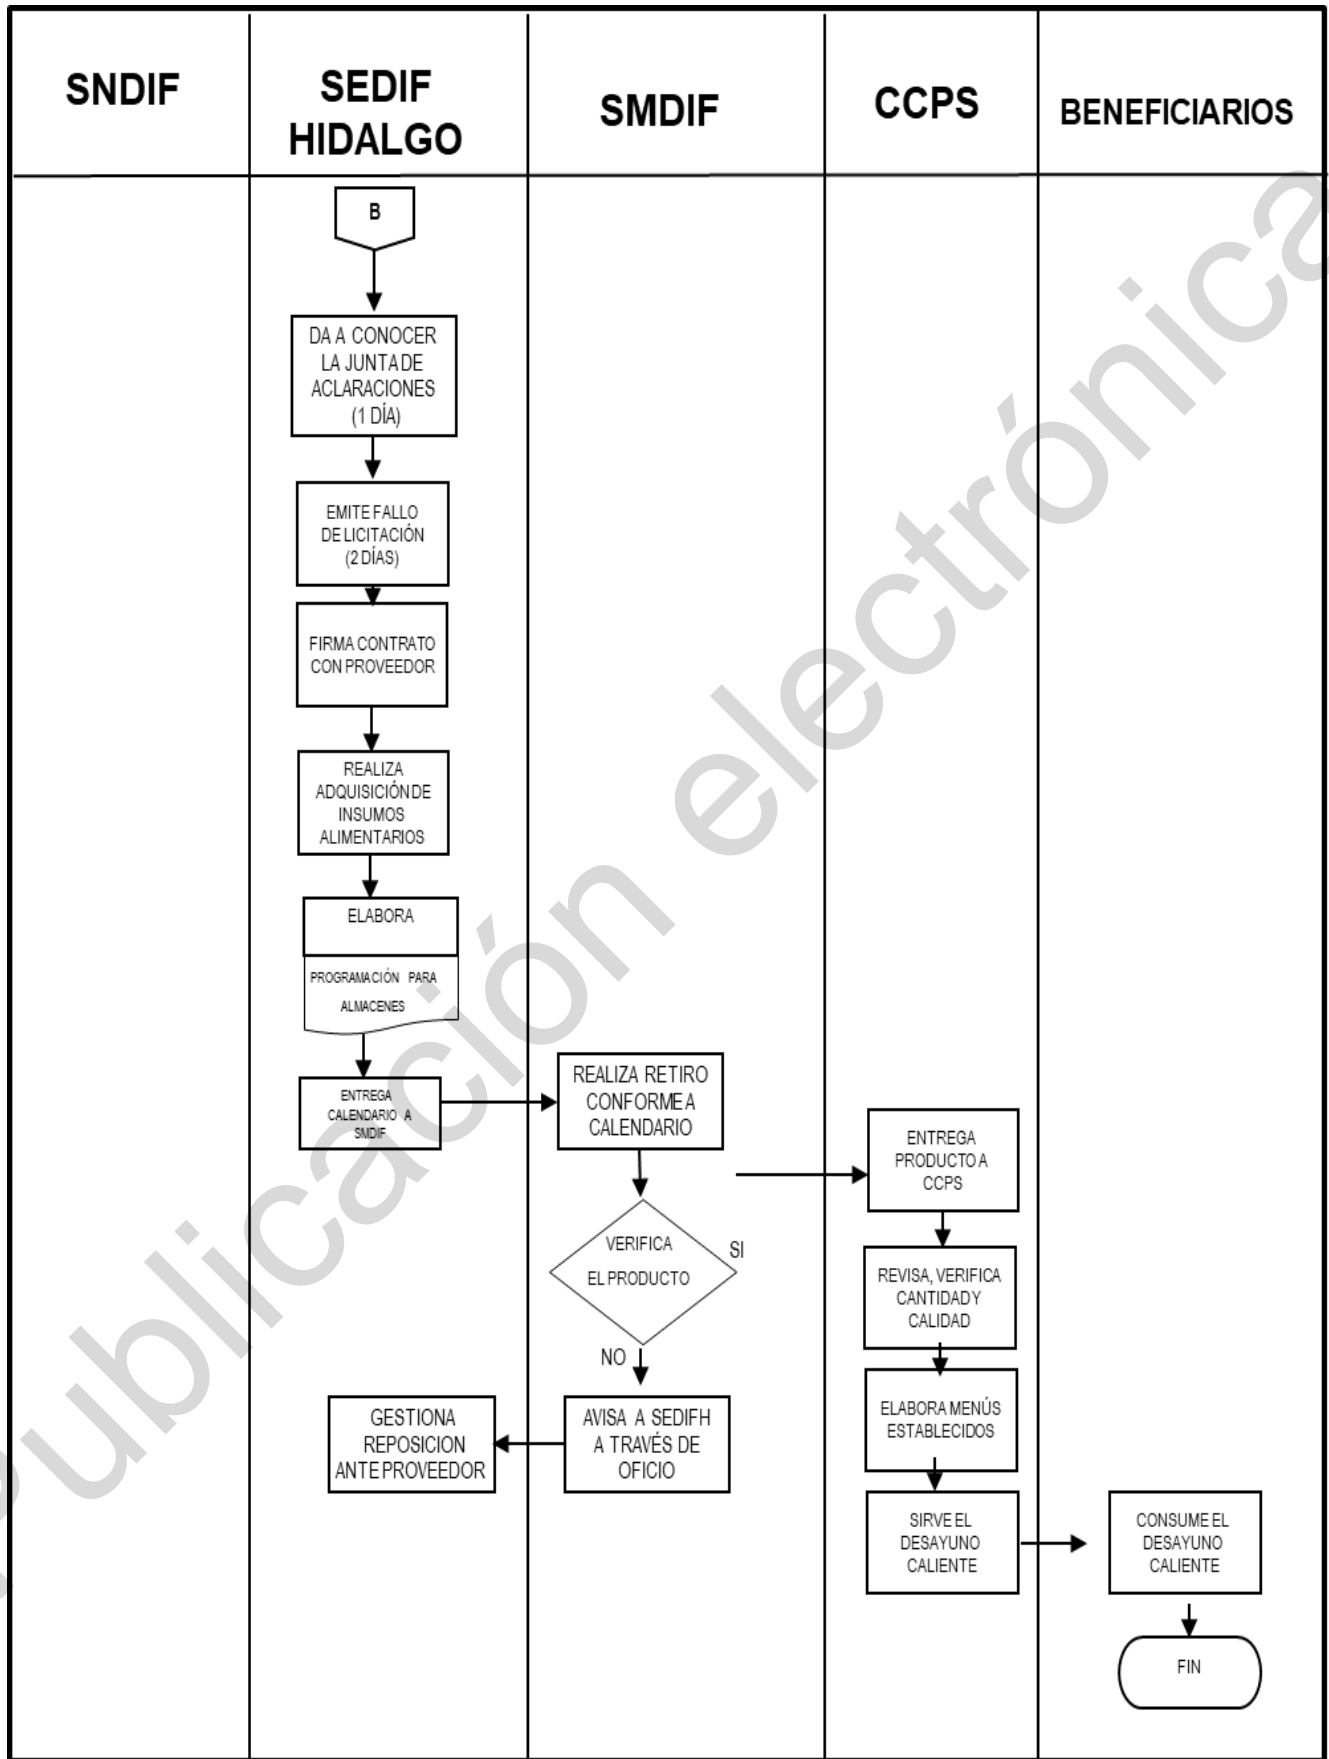 SNDIF
SEDIF
HIDALGO
SMDIF
CCPS
BENEFICIARIOS
B
DA A CONOCER
LA JUNTA DE
ACLARACIONES
(1 DÍA)
EMITE FALLO
DE LICITACIÓN
(2 DÍAS)
FIRMA CONTRATO
CON PROVEEDOR
REALIZA
ADQUISICIÓN DE
INSUMOS
ALIMENTARIOS
ELABORA
PROGRAMACIÓN PARA
ALMACENES
ENTREGA
CALENDARIO A
SMDIF
REALIZA RETIRO
CONFORME A
CALENDARIO
VERIFICA
EL PRODUCTO
SI
NO
AVISA A SEDIFH
A TRAVÉS DE
OFICIO
GESTIONA
REPOSICION
ANTE PROVEEDOR
ENTREGA
PRODUCTO A
CCPS
REVISA, VERIFICA
CANTIDAD Y
CALIDAD
ELABORA MENÚS
ESTABLECIDOS
SIRVE EL
DESAYUNO
CALIENTE
CONSUME EL
DESAYUNO
CALIENTE
FIN
Publicación electrónica